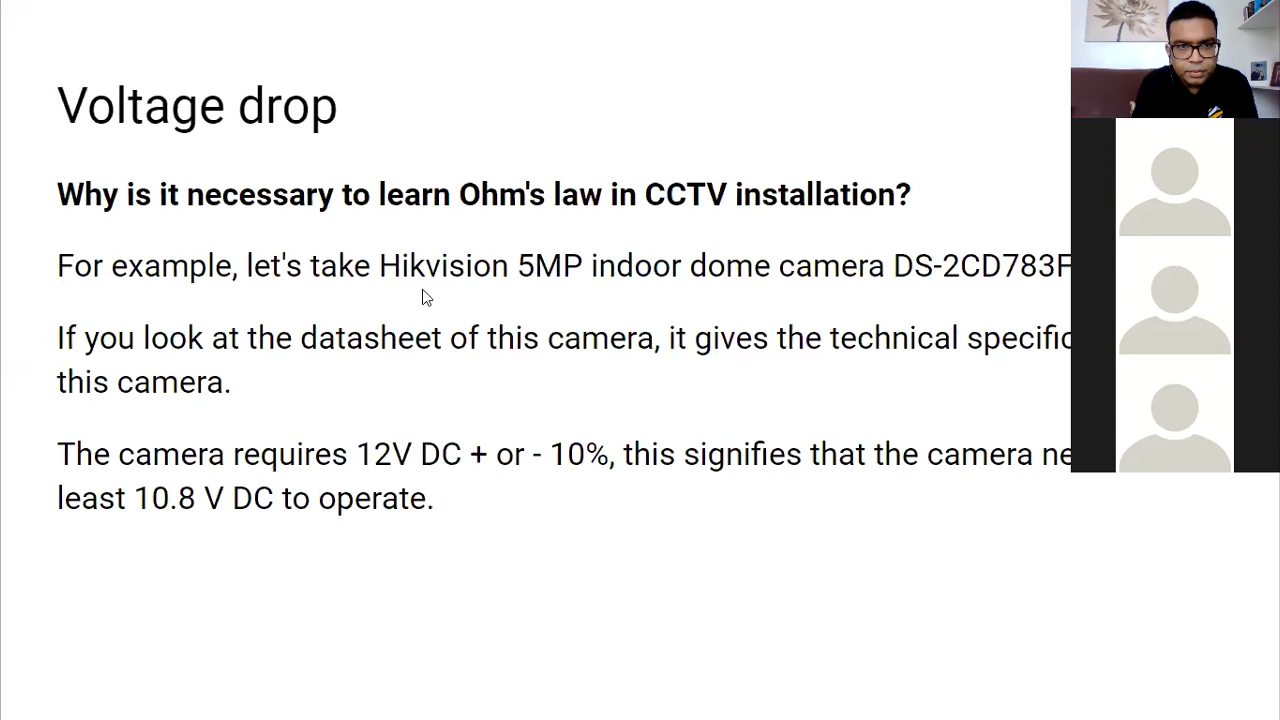 Voltage drop
Why is it necessary to learn Ohm's law in CCTV installation?
For example, let's take Hikvision 5MP indoor dome camera DS-2CD783F
If you look at the datasheet of this camera, it gives the technical
this camera.
The camera requires 12V DC + or - 10%, this signifies that the camera
least 10.8 V DC to operate.